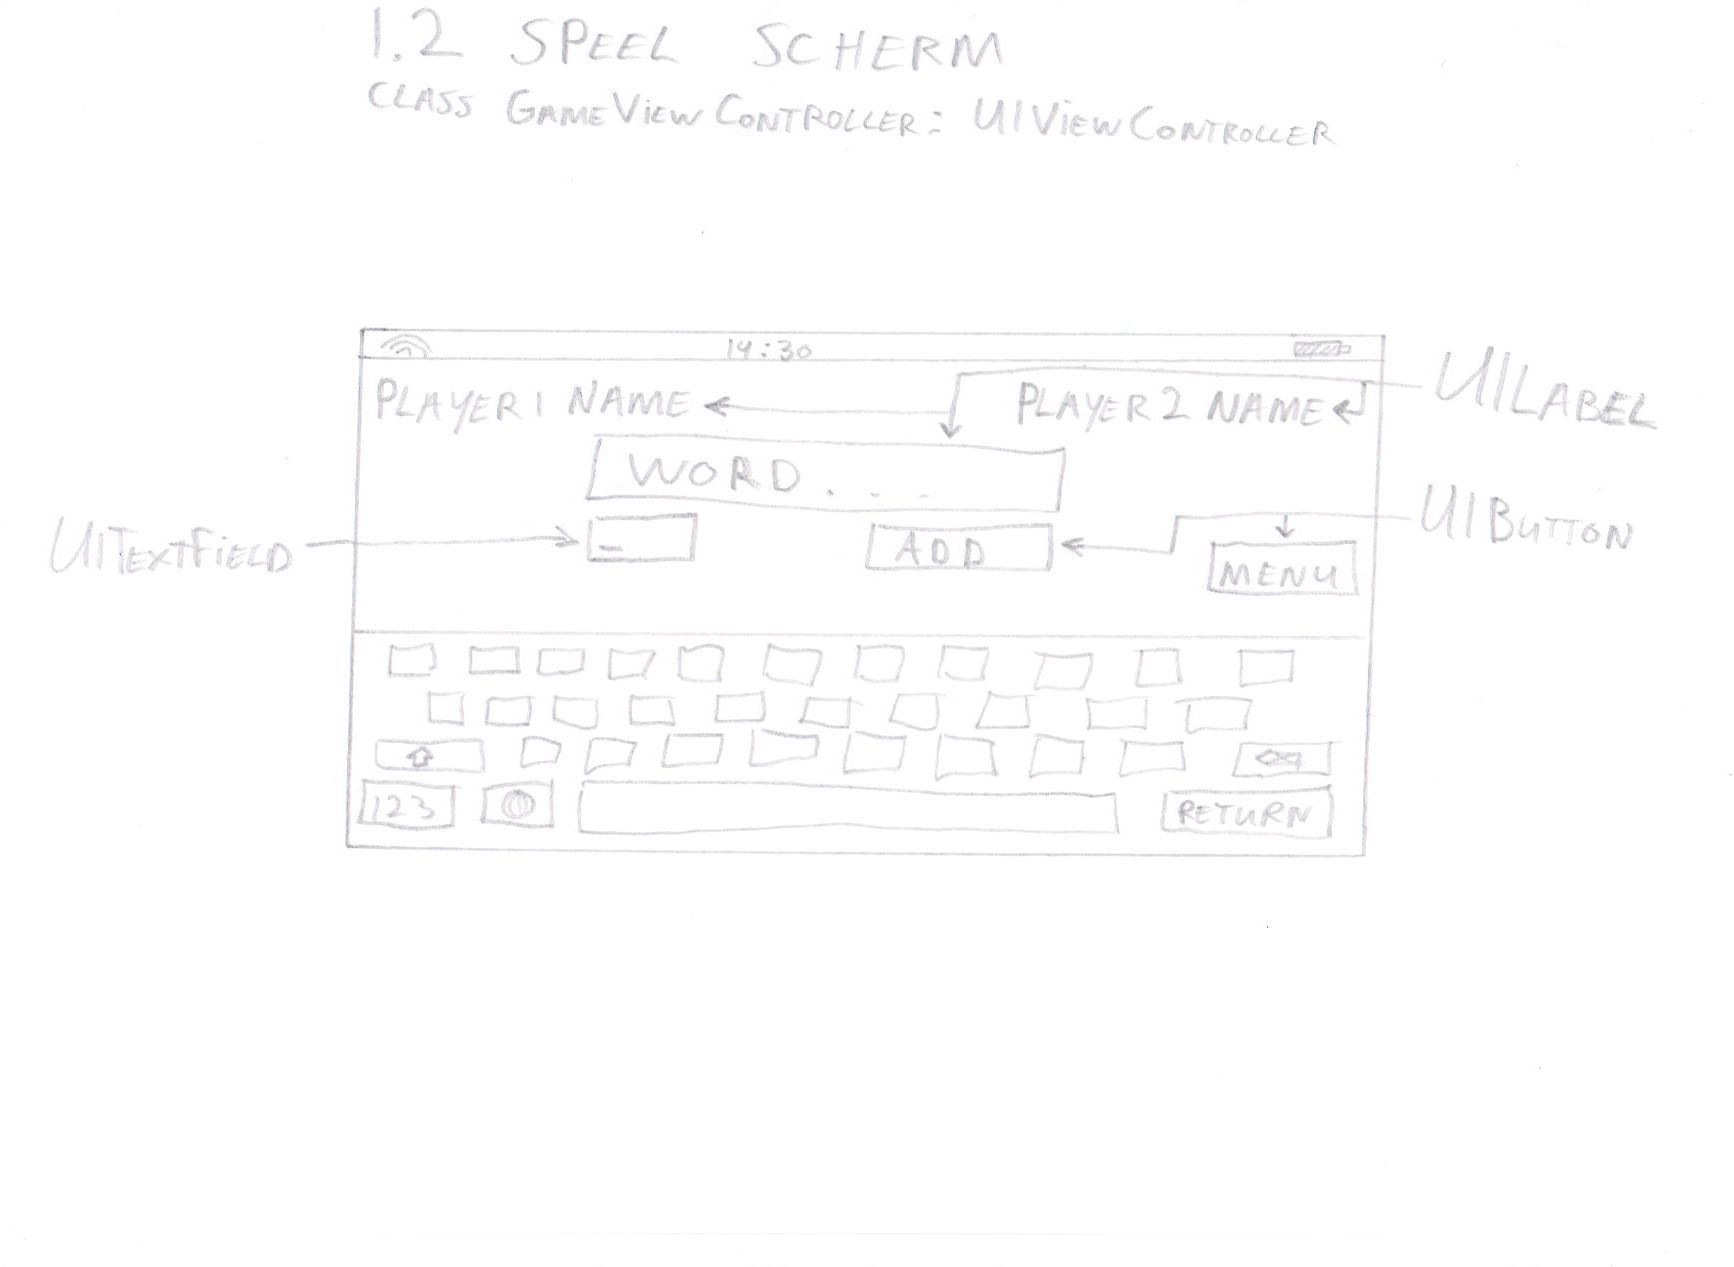 1.2 SPEEL SCHERM
CLASS GAMEVIEWCONTROLLER: UIVIEWCONTROLLER
14:30
PLAYER1 NAME
PLAYER2 NAME
UILABEL
WORD....
UITEXTFIELD
_
ADD
UIBUTTON
MENU
123
RETURN